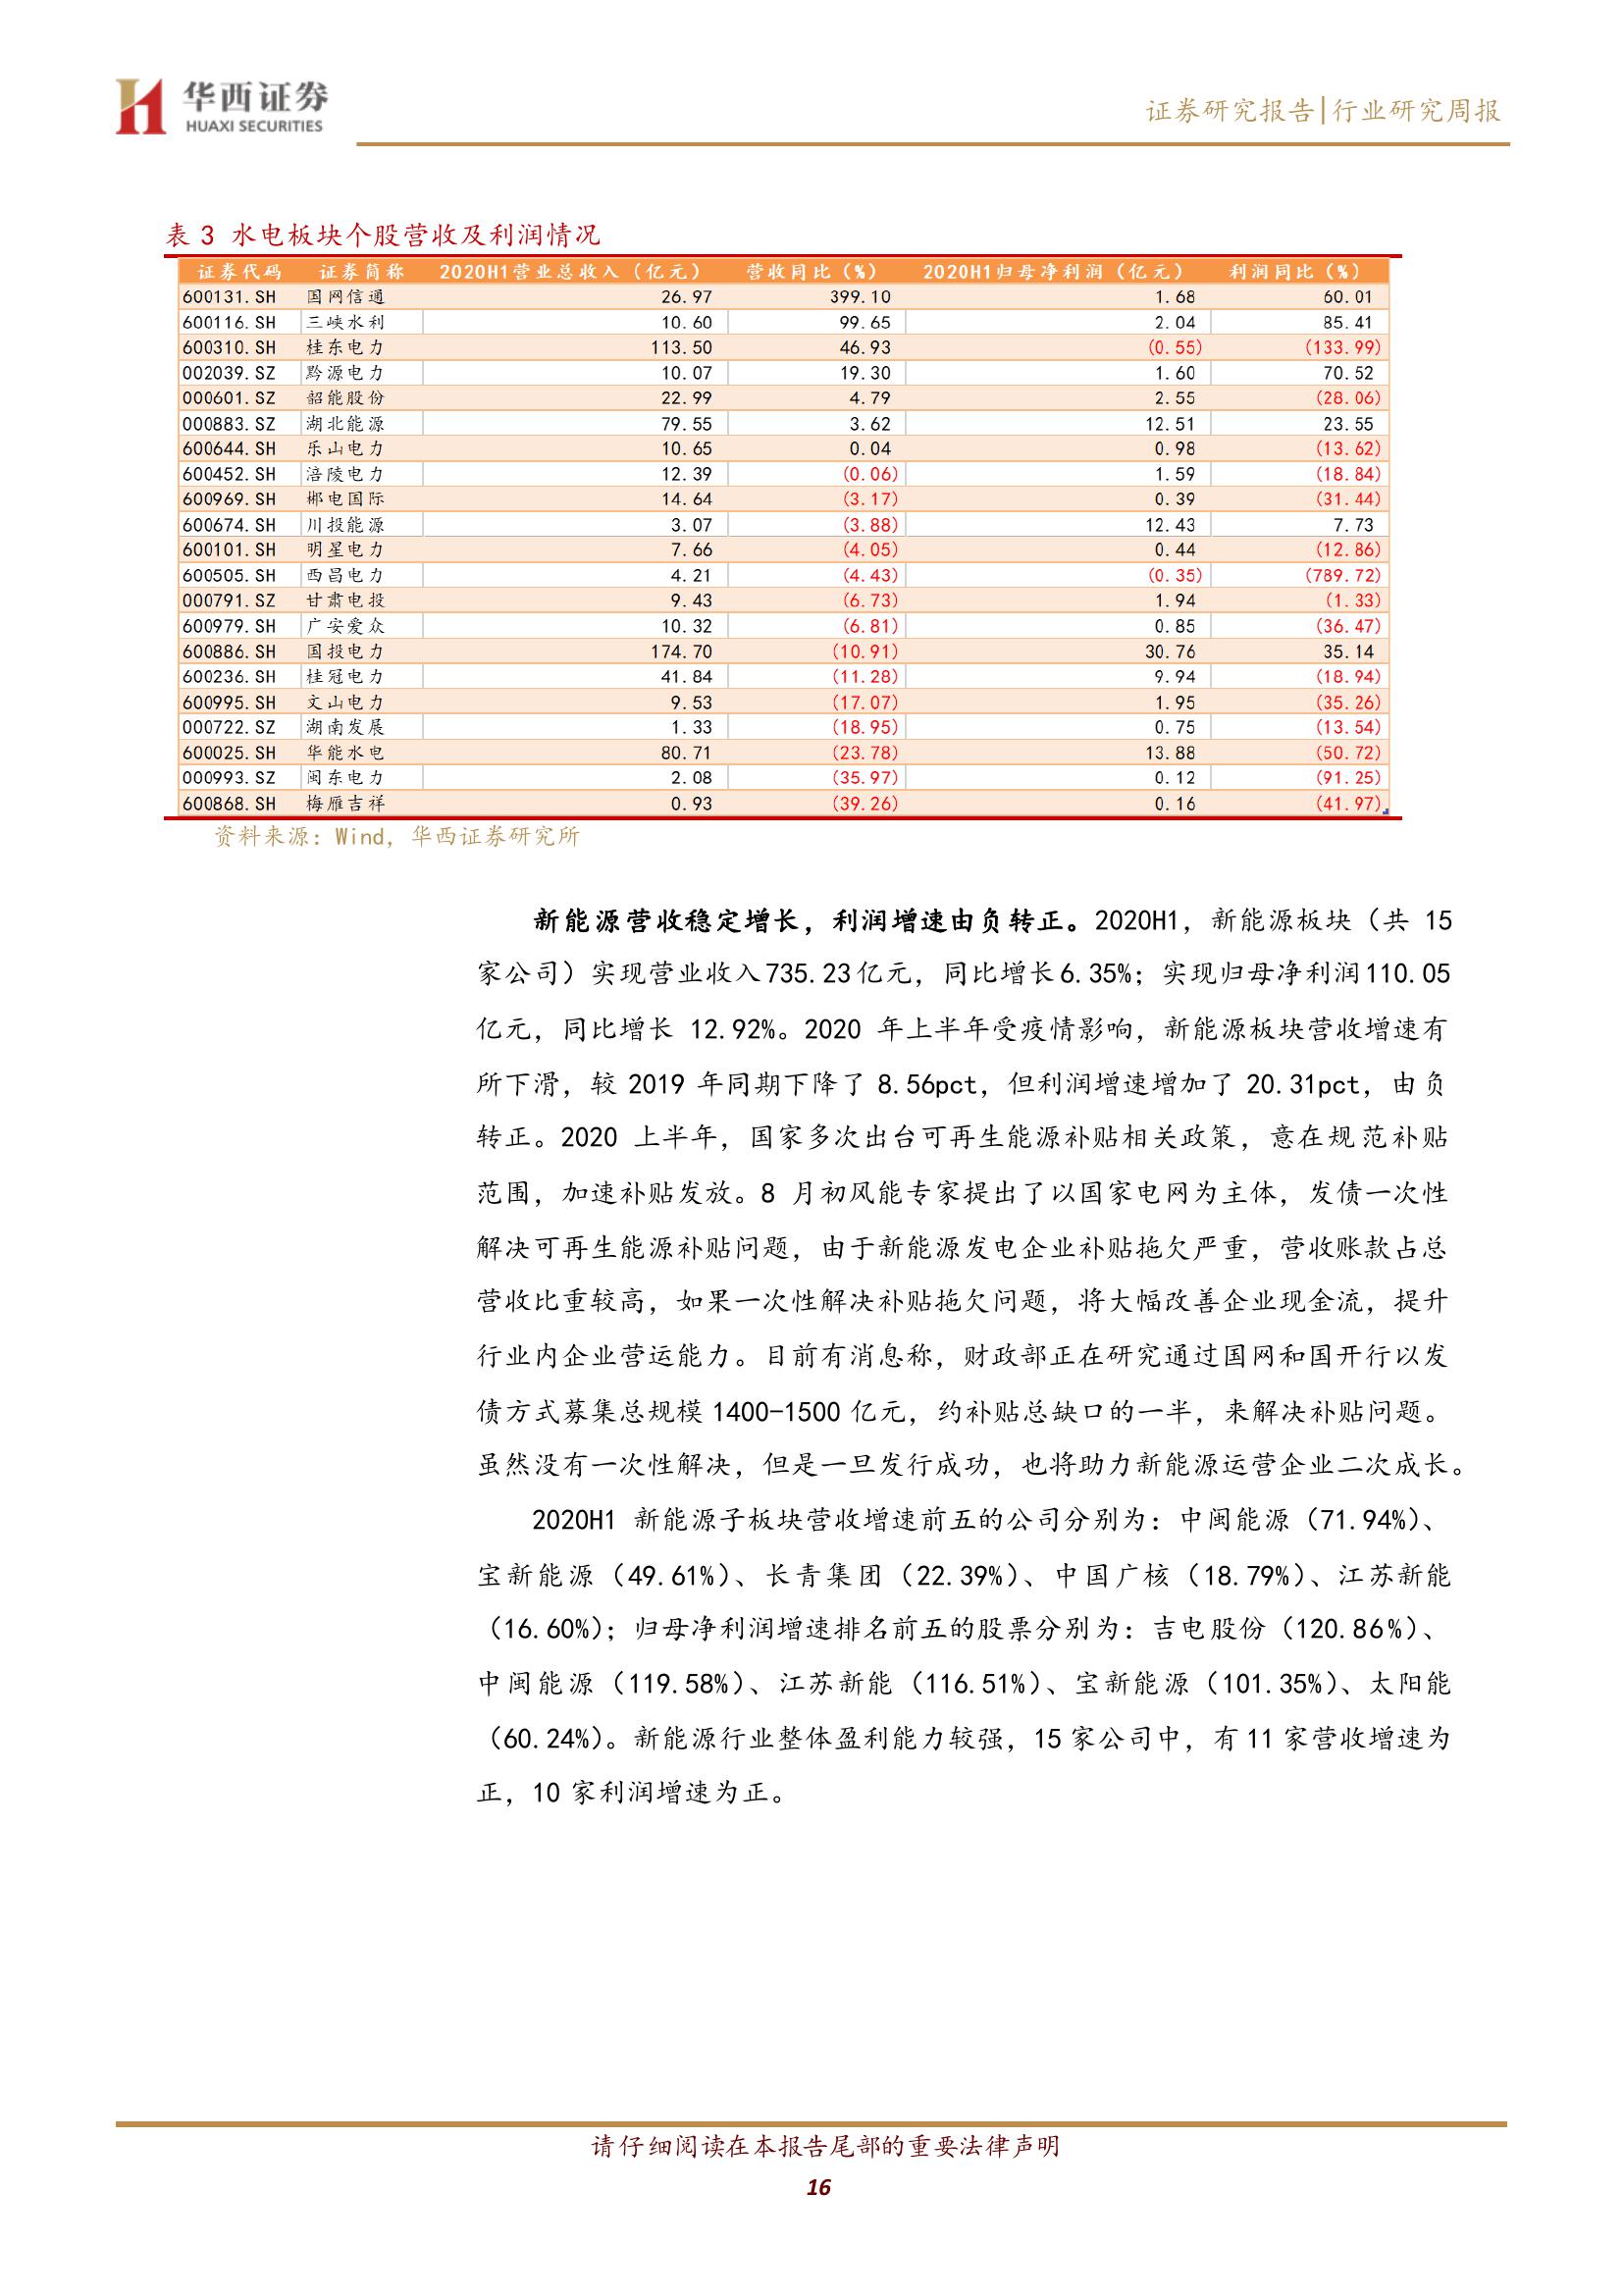 华西证券
HUAXI SECURITIES
证券研究报告|行业研究周报
表 3 水电板块个股营收及利润情况
证券代码 证券简称 2020H1营业总收入（亿元） 营收同比（%） 2020H1归母净利润（亿元） 利润同比（%）
600131.SH 国网信通 26.97 399.10 1.68 60.01
600116.SH 三峡水利 10.60 99.65 2.04 85.41
600310.SH 桂东电力 113.50 46.93 (0.55) (133.99)
002039.SZ 黔源电力 10.07 19.30 1.60 70.52
000601.SZ 韶能股份 22.99 4.79 2.55 (28.06)
000883.SZ 湖北能源 79.55 3.62 12.51 23.55
600644.SH 乐山电力 10.65 0.04 0.98 (13.62)
600452.SH 涪陵电力 12.39 (0.06) 1.59 (18.84)
600969.SH 郴电国际 14.64 (3.17) 0.39 (31.44)
600674.SH 川投能源 3.07 (3.88) 12.43 7.73
600101.SH 明星电力 7.66 (4.05) 0.44 (12.86)
600505.SH 西昌电力 4.21 (4.43) (0.35) (789.72)
000791.SZ 甘肃电投 9.43 (6.73) 1.94 (1.33)
600979.SH 广安爱众 10.32 (6.81) 0.85 (36.47)
600886.SH 国投电力 174.70 (10.91) 30.76 35.14
600236.SH 桂冠电力 41.84 (11.28) 9.94 (18.94)
600995.SH 文山电力 9.53 (17.07) 1.95 (35.26)
000722.SZ 湖南发展 1.33 (18.95) 0.75 (13.54)
600025.SH 华能水电 80.71 (23.78) 13.88 (50.72)
000993.SZ 闽东电力 2.08 (35.97) 0.12 (91.25)
600868.SH 梅雁吉祥 0.93 (39.26) 0.16 (41.97)
资料来源：Wind，华西证券研究所
新能源营收稳定增长，利润增速由负转正。2020H1，新能源板块（共 15
家公司）实现营业收入735.23亿元，同比增长6.35%；实现归母净利润110.05
亿元，同比增长 12.92%。2020 年上半年受疫情影响，新能源板块营收增速有
所下滑，较 2019 年同期下降了 8.56pct，但利润增速增加了 20.31pct，由负
转正。2020 上半年，国家多次出台可再生能源补贴相关政策，意在规范补贴
范围，加速补贴发放。8 月初风能专家提出了以国家电网为主体，发债一次性
解决可再生能源补贴问题，由于新能源发电企业补贴拖欠严重，营收账款占总
营收比重较高，如果一次性解决补贴拖欠问题，将大幅改善企业现金流，提升
行业内企业营运能力。目前有消息称，财政部正在研究通过国网和国开行以发
债方式募集总规模 1400-1500 亿元，约补贴总缺口的一半，来解决补贴问题。
虽然没有一次性解决，但是一旦发行成功，也将助力新能源运营企业二次成长。
2020H1 新能源子板块营收增速前五的公司分别为：中闽能源（71.94%）、
宝新能源（49.61%）、长青集团（22.39%）、中国广核（18.79%）、江苏新能
（16.60%）；归母净利润增速排名前五的股票分别为：吉电股份（120.86%）、
中闽能源（119.58%）、江苏新能（116.51%）、宝新能源（101.35%）、太阳能
（60.24%）。新能源行业整体盈利能力较强，15 家公司中，有 11 家营收增速为
正，10 家利润增速为正。
请仔细阅读在本报告尾部的重要法律声明
16